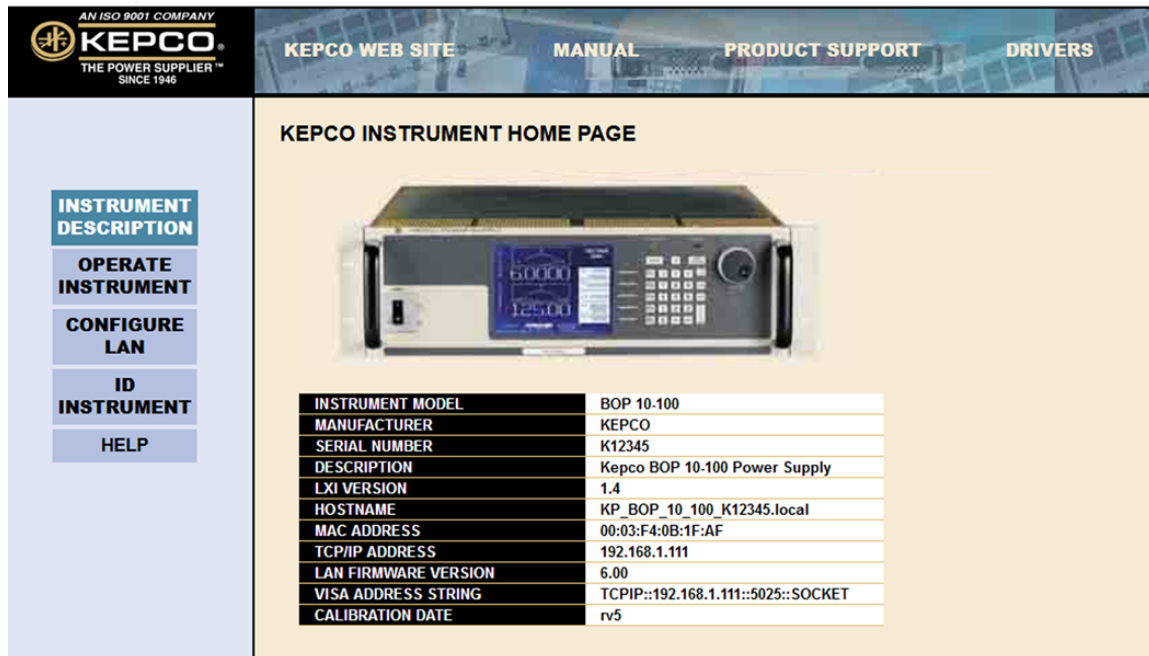 AN ISO 9001 COMPANY
KEPCO®
THE POWER SUPPLIER™
SINCE 1946
KEPCO WEB SITE MANUAL PRODUCT SUPPORT DRIVERS
INSTRUMENT
DESCRIPTION
OPERATE
INSTRUMENT
CONFIGURE
LAN
ID
INSTRUMENT
HELP
KEPCO INSTRUMENT HOME PAGE
6.0000
125.00
INSTRUMENT MODEL BOP 10-100
MANUFACTURER KEPCO
SERIAL NUMBER K12345
DESCRIPTION Kepco BOP 10-100 Power Supply
LXI VERSION 1.4
HOSTNAME KP_BOP_10_100_K12345.local
MAC ADDRESS 00:03:F4:0B:1F:AF
TCP/IP ADDRESS 192.168.1.111
LAN FIRMWARE VERSION 6.00
VISA ADDRESS STRING TCPIP::192.168.1.111::5025::SOCKET
CALIBRATION DATE rv5